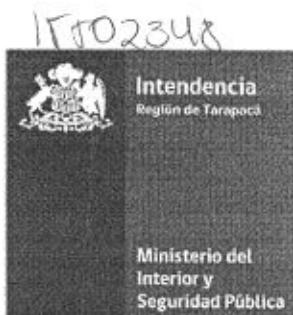 Intendencia
Región de Tarapacá
Ministerio del
Interior y
Seguridad Pública